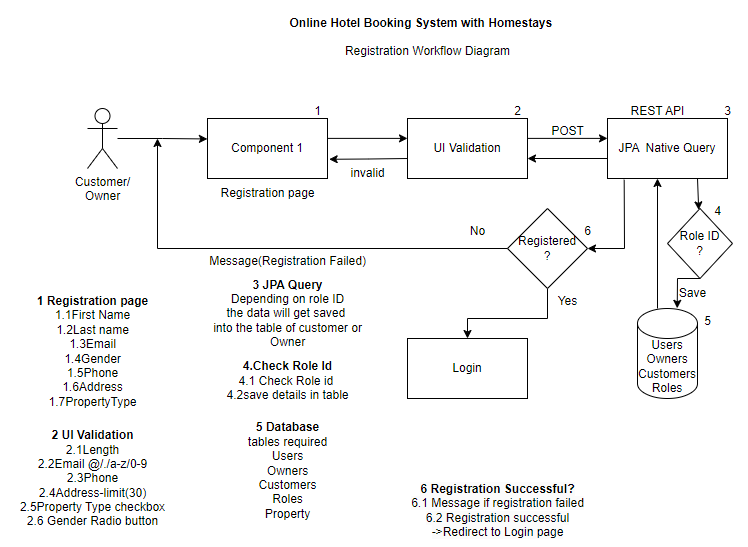 Online Hotel Booking System with Homestays
Registration Workflow Diagram
1
2
REST API
3
POST
Component 1
UI Validation
JPA Native Query
invalid
Customer/
Owner
Registration page
4
No
6
Registered
?
Role ID
?
Message(Registration Failed)
Yes
Save
5
Users
Owners
Customers
Roles
Login
1 Registration page
1.1First Name
1.2Last name
1.3Email
1.4Gender
1.5Phone
1.6Address
1.7PropertyType
2 UI Validation
2.1Length
2.2Email @/./a-z/0-9
2.3Phone
2.4Address-limit(30)
2.5Property Type checkbox
2.6 Gender Radio button
3 JPA Query
Depending on role ID
the data will get saved
into the table of customer or
Owner
4.Check Role Id
4.1 Check Role id
4.2save details in table
5 Database
tables required
Users
Owners
Customers
Roles
Property
6 Registration Successful?
6.1 Message if registration failed
6.2 Registration successful
->Redirect to Login page